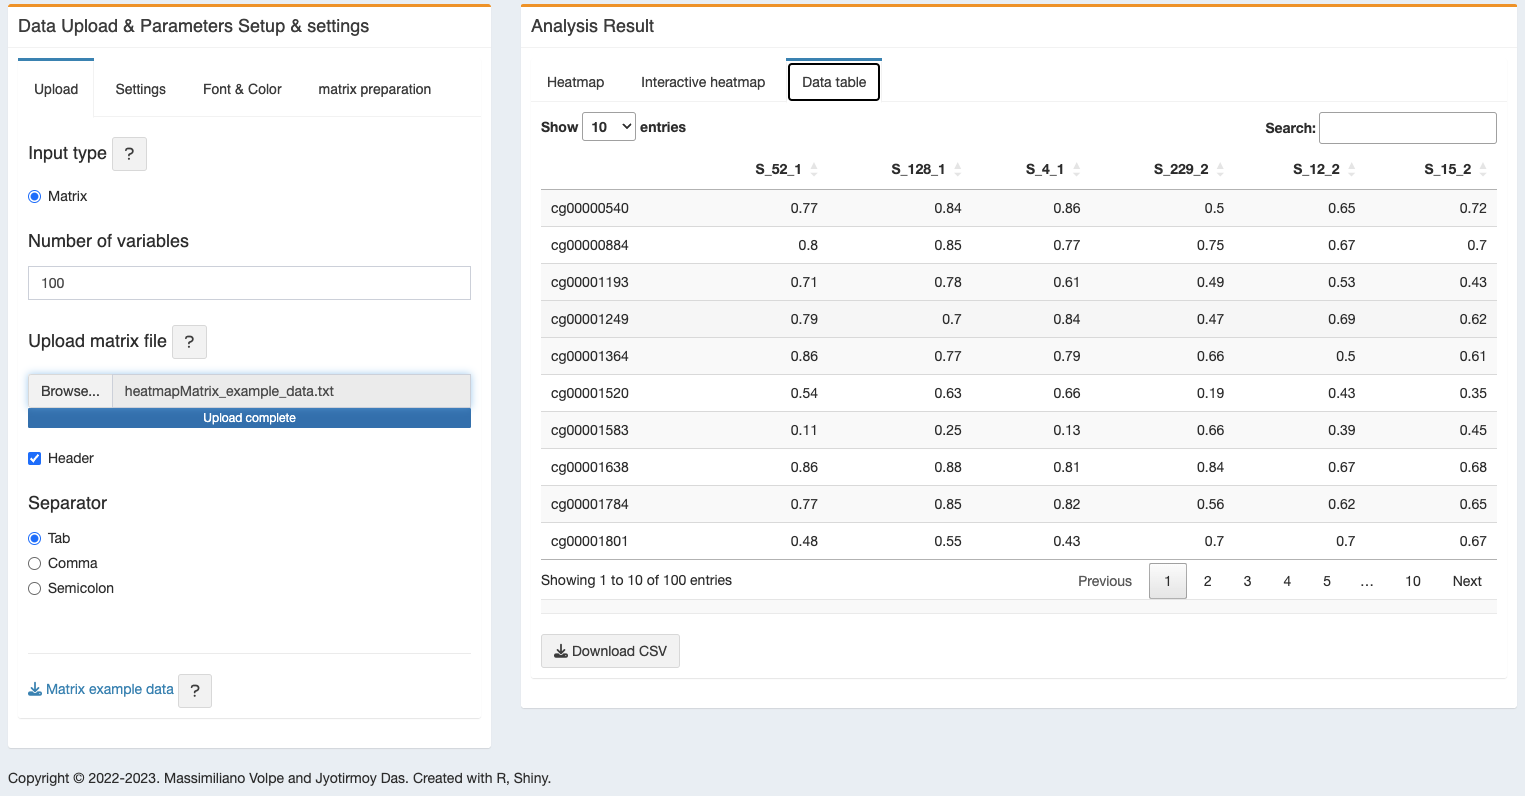 Data Upload & Parameters Setup & settings
Upload Settings Font & Color matrix preparation
Input type ?
Matrix
Number of variables
100
Upload matrix file ?
Browse... heatmapMatrix_example_data.txt
Upload complete
Header
Separator
Tab
Comma
Semicolon
Matrix example data ?
Analysis Result
Heatmap Interactive heatmap Data table
Show 10 entries Search:
S_52_1 S_128_1 S_4_1 S_229_2 S_12_2 S_15_2
cg00000540 0.77 0.84 0.86 0.5 0.65 0.72
cg00000884 0.8 0.85 0.77 0.75 0.67 0.7
cg00001193 0.71 0.78 0.61 0.49 0.53 0.43
cg00001249 0.79 0.7 0.84 0.47 0.69 0.62
cg00001364 0.86 0.77 0.79 0.66 0.5 0.61
cg00001520 0.54 0.63 0.66 0.19 0.43 0.35
cg00001583 0.11 0.25 0.13 0.66 0.39 0.45
cg00001638 0.86 0.88 0.81 0.84 0.67 0.68
cg00001784 0.77 0.85 0.82 0.56 0.62 0.65
cg00001801 0.48 0.55 0.43 0.7 0.7 0.67
Showing 1 to 10 of 100 entries Previous 1 2 3 4 5 … 10 Next
Download CSV
Copyright © 2022-2023. Massimiliano Volpe and Jyotirmoy Das. Created with R, Shiny.